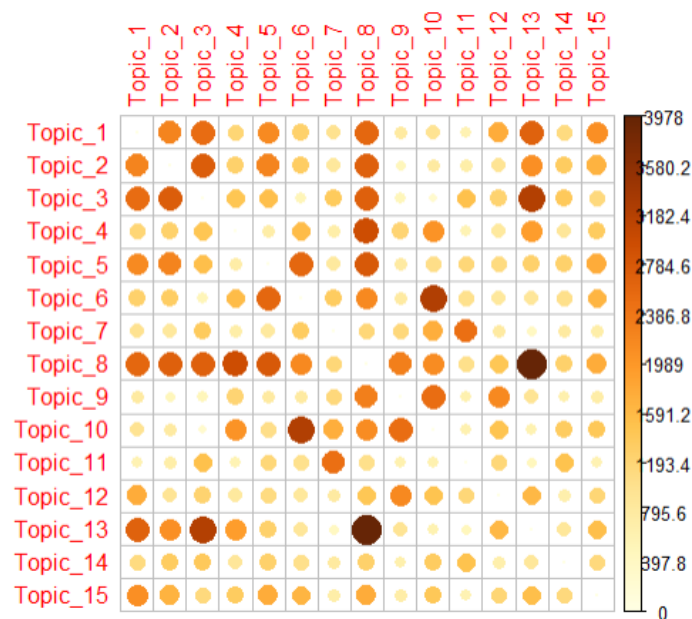 Topic_1
Topic_2
Topic_3
Topic_4
Topic_5
Topic_6
Topic_7
Topic_8
Topic_9
Topic_10
Topic_11
Topic_12
Topic_13
Topic_14
Topic_15
Topic_1
3978
Topic_2
3580.2
Topic_3
3182.4
Topic_4
Topic_5
2784.6
Topic_6
Topic_7
2386.8
Topic_8
1989
Topic_9
Topic_10
591.2
Topic_11
193.4
Topic_12
795.6
Topic_13
Topic_14
397.8
Topic_15
0